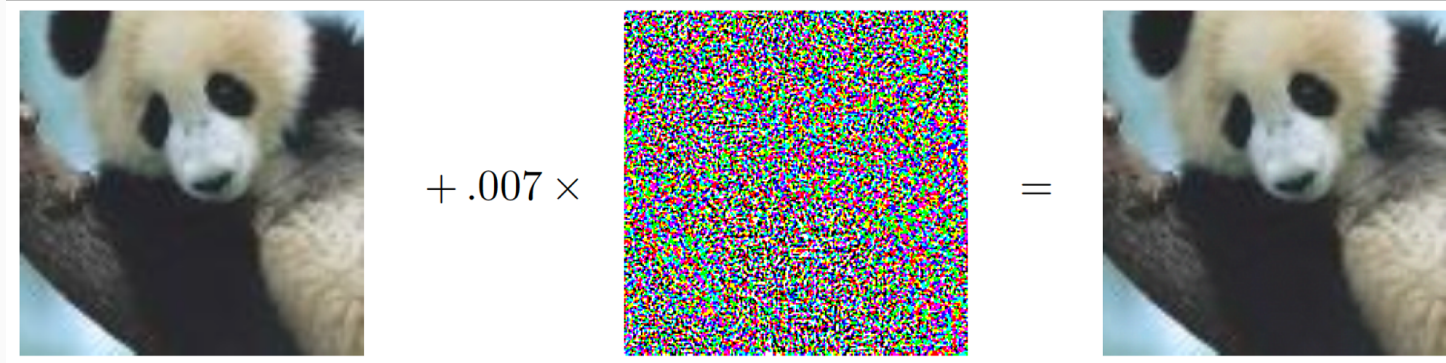 + .007 × =